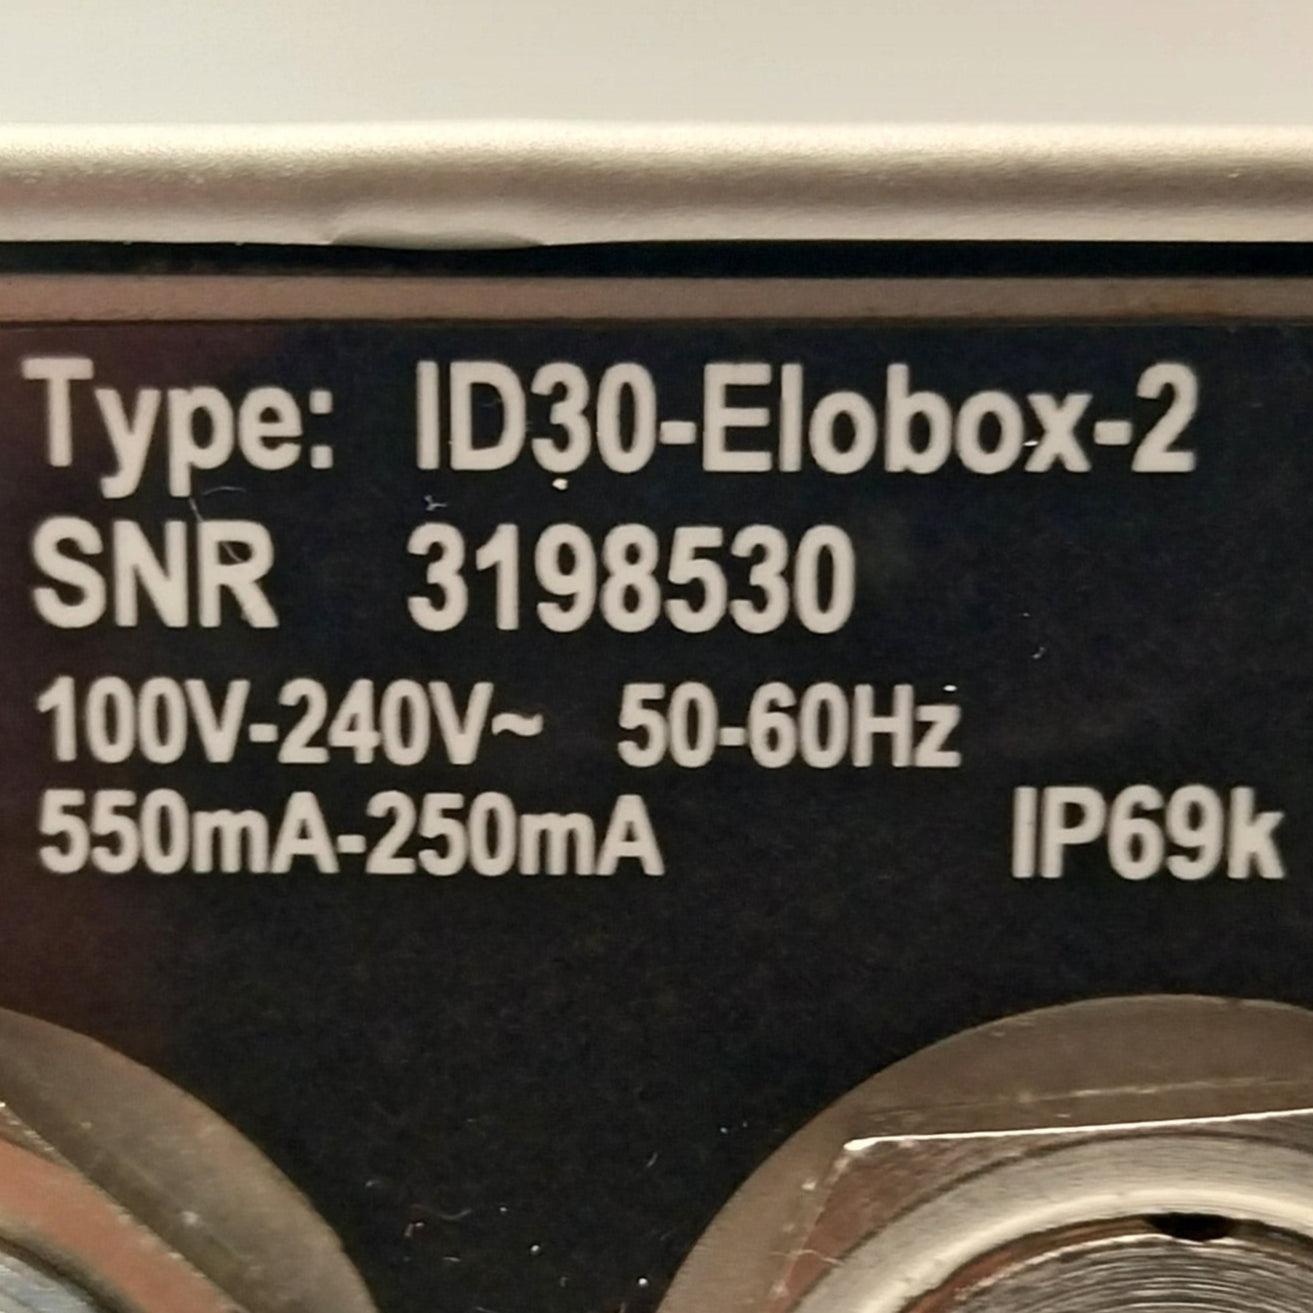 Type: ID30-Elobox-2
SNR 3198530
100V-240V~ 50-60Hz
550mA-250mA IP69k